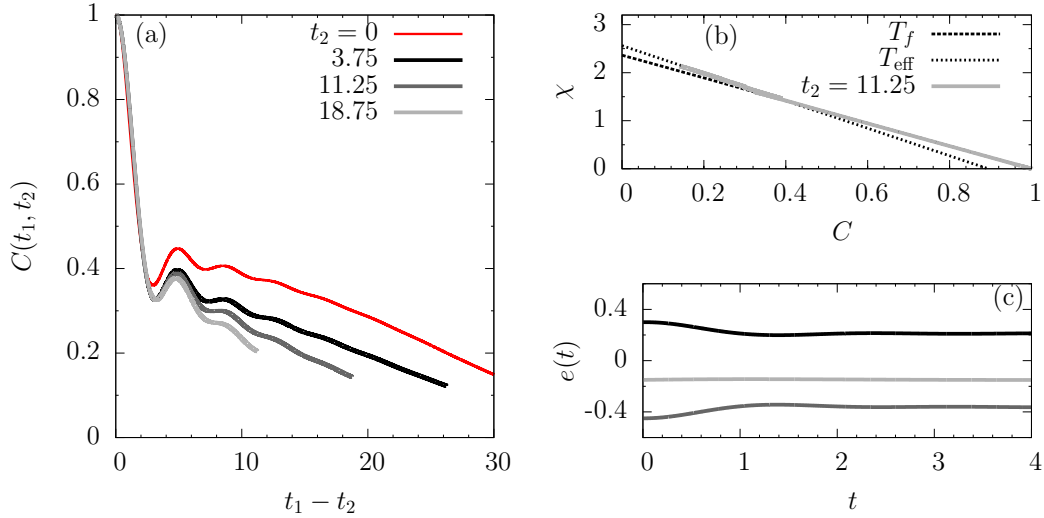 (a)
t₂ = 0
3.75
11.25
18.75
1
0.8
0.6
0.4
0.2
0
C(t₁, t₂)
0 10 20 30
t₁ − t₂
(b)
T_f
T_eff
t₂ = 11.25
3
2
1
0
χ
0 0.2 0.4 0.6 0.8 1
C
(c)
0.4
0
-0.4
e(t)
0 1 2 3 4
t